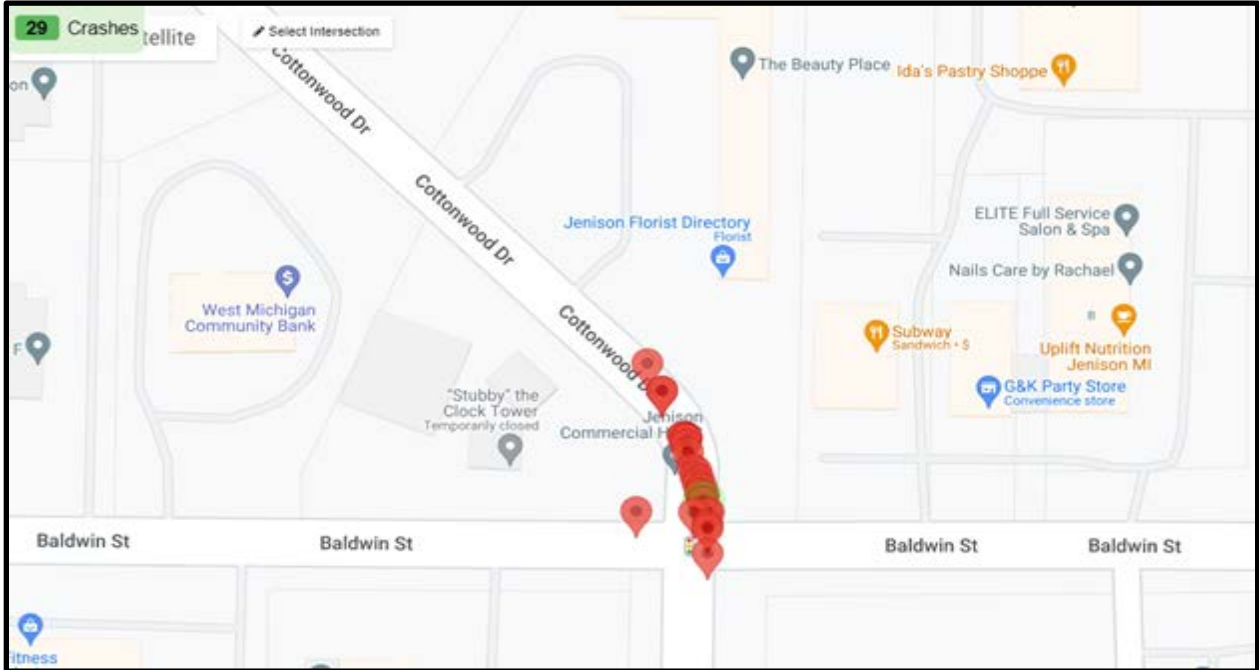 29 Crashes
tellite
Select Intersection
on
Cottonwood Dr
The Beauty Place
Ida's Pastry Shoppe
Cottonwood Dr
ELITE Full Service
Salon & Spa
Jenison Florist Directory
Florist
Nails Care by Rachael
$
West Michigan
Community Bank
Cottonwood
Subway
Sandwich • $
F
Uplift Nutrition
Jenison MI
G&K Party Store
Convenience store
"Stubby" the
Clock Tower
Temporarily closed
Jenison
Commercial H
Baldwin St
Baldwin St
Baldwin St
Baldwin St
itness